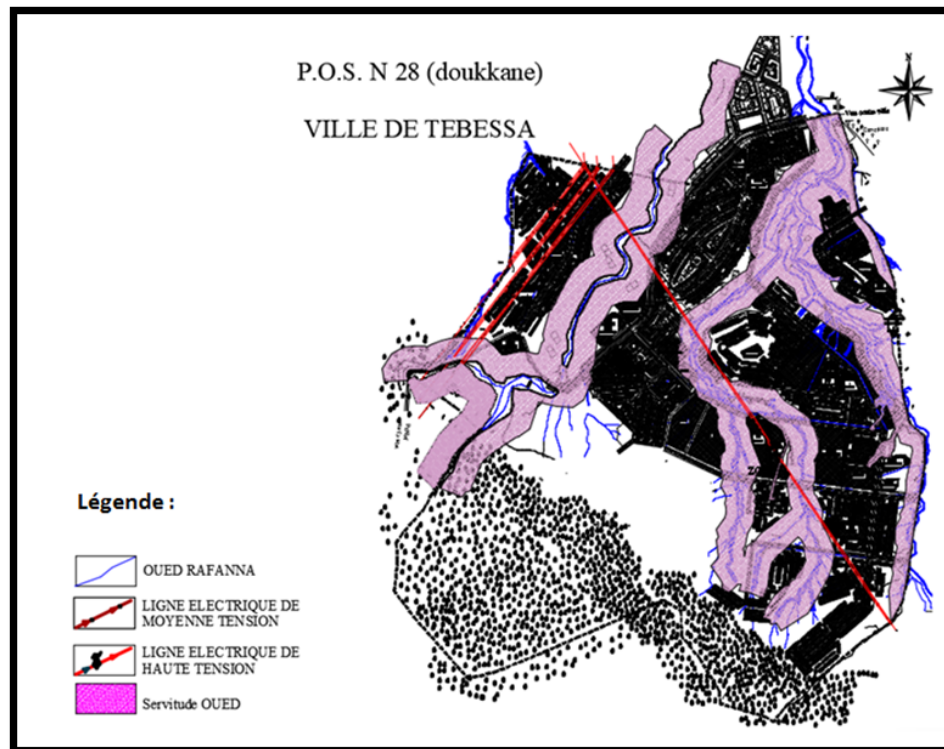 P.O.S. N 28 (doukkane)
VILLE DE TEBESSA
N
Légende :
OUED RAFANNA
LIGNE ELECTRIQUE DE
MOYENNE TENSION
LIGNE ELECTRIQUE DE
HAUTE TENSION
Servitude OUED